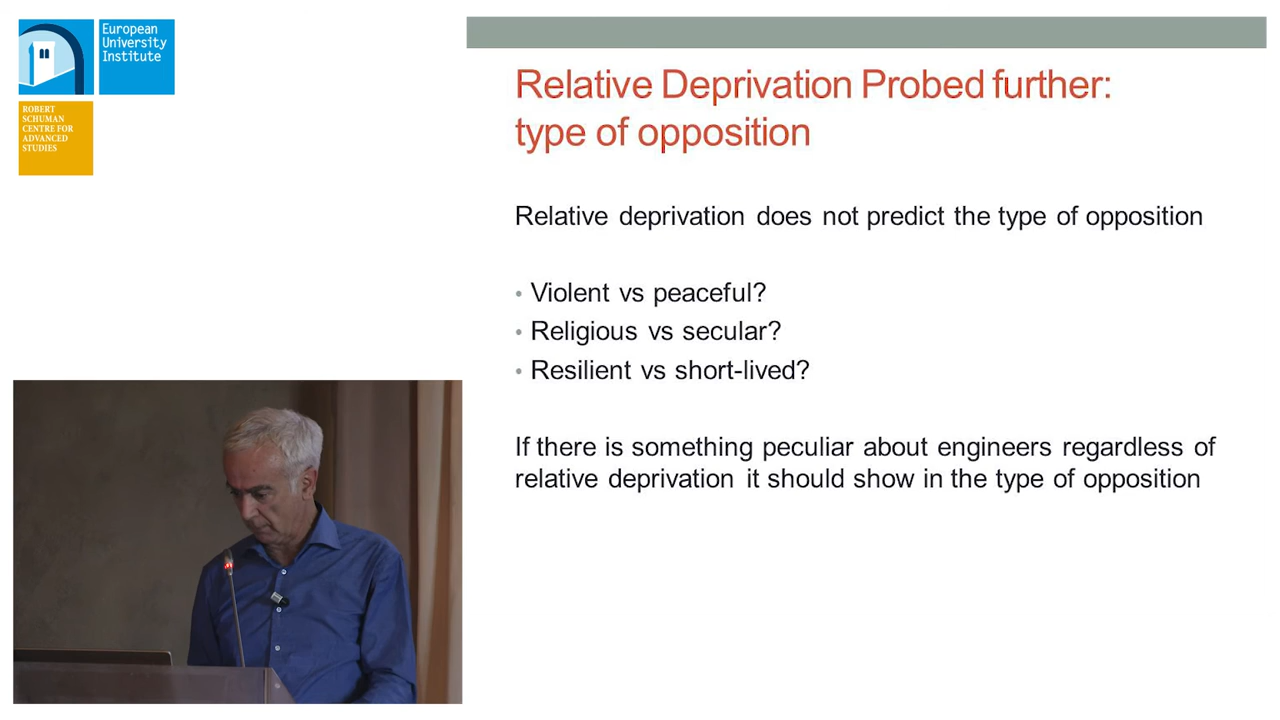 European
University
Institute
ROBERT
SCHUMAN
CENTRE FOR
ADVANCED
STUDIES
Relative Deprivation Probed further:
type of opposition
Relative deprivation does not predict the type of opposition
• Violent vs peaceful?
• Religious vs secular?
• Resilient vs short-lived?
If there is something peculiar about engineers regardless of
relative deprivation it should show in the type of opposition